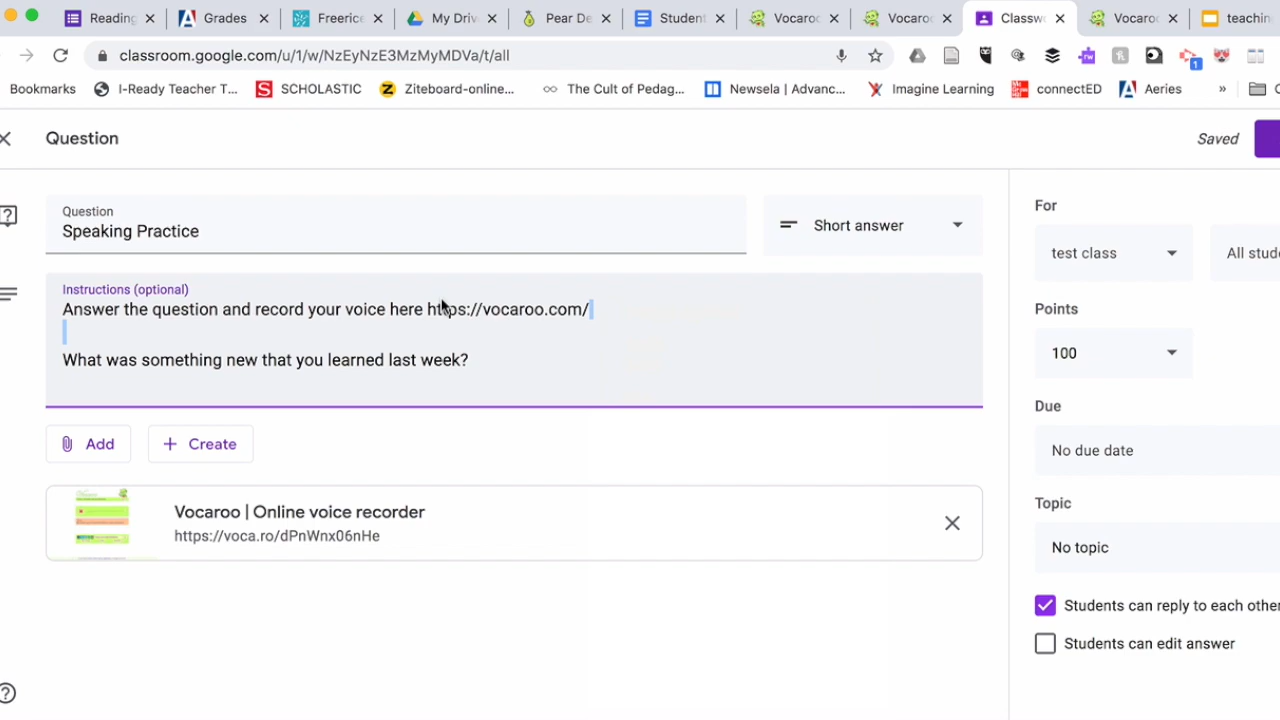 Reading Grades Freerice My Driv Pear De Student Vocaroo Vocaroo Classw Vocaroo teachin
classroom.google.com/u/1/w/NzEyNzE3MzMyMDVa/t/all
Bookmarks I-Ready Teacher T... SCHOLASTIC Ziteboard-online... The Cult of Pedag... Newsela | Advanc... Imagine Learning connectED Aeries »
Question Saved
Question
Speaking Practice
Short answer
Instructions (optional)
Answer the question and record your voice here https://vocaroo.com/
What was something new that you learned last week?
Add + Create
Vocaroo | Online voice recorder
https://voca.ro/dPnWnx06nHe
For
test class All stude
Points
100
Due
No due date
Topic
No topic
Students can reply to each other
Students can edit answer